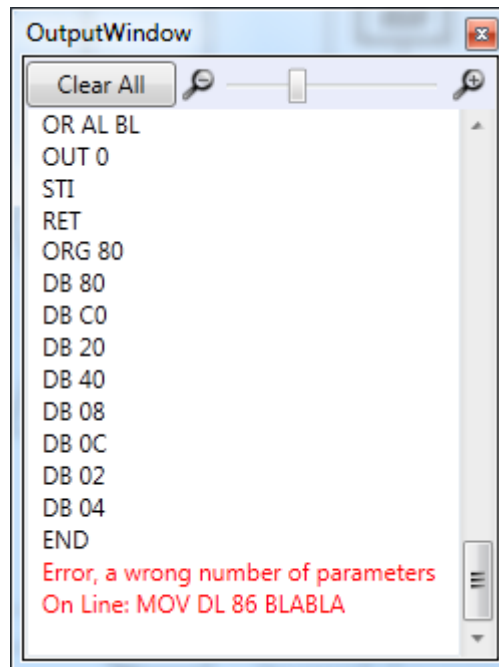 OutputWindow
Clear All
OR AL BL
OUT 0
STI
RET
ORG 80
DB 80
DB C0
DB 20
DB 40
DB 08
DB 0C
DB 02
DB 04
END
Error, a wrong number of parameters
On Line: MOV DL 86 BLABLA